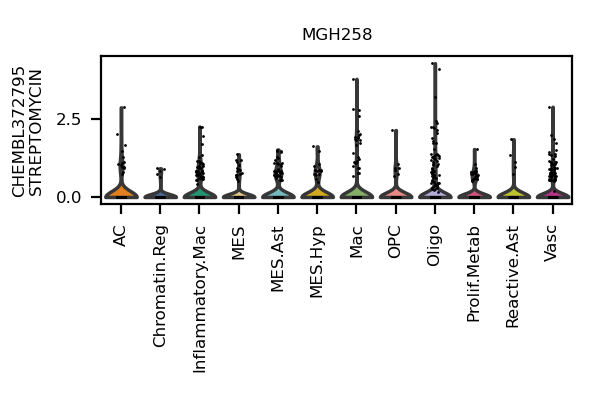 MGH258
CHEMBL372795
STREPTOMYCIN
2.5
0.0
AC
Chromatin.Reg
Inflammatory.Mac
MES
MES.Ast
MES.Hyp
Mac
OPC
Oligo
Prolif.Metab
Reactive.Ast
Vasc